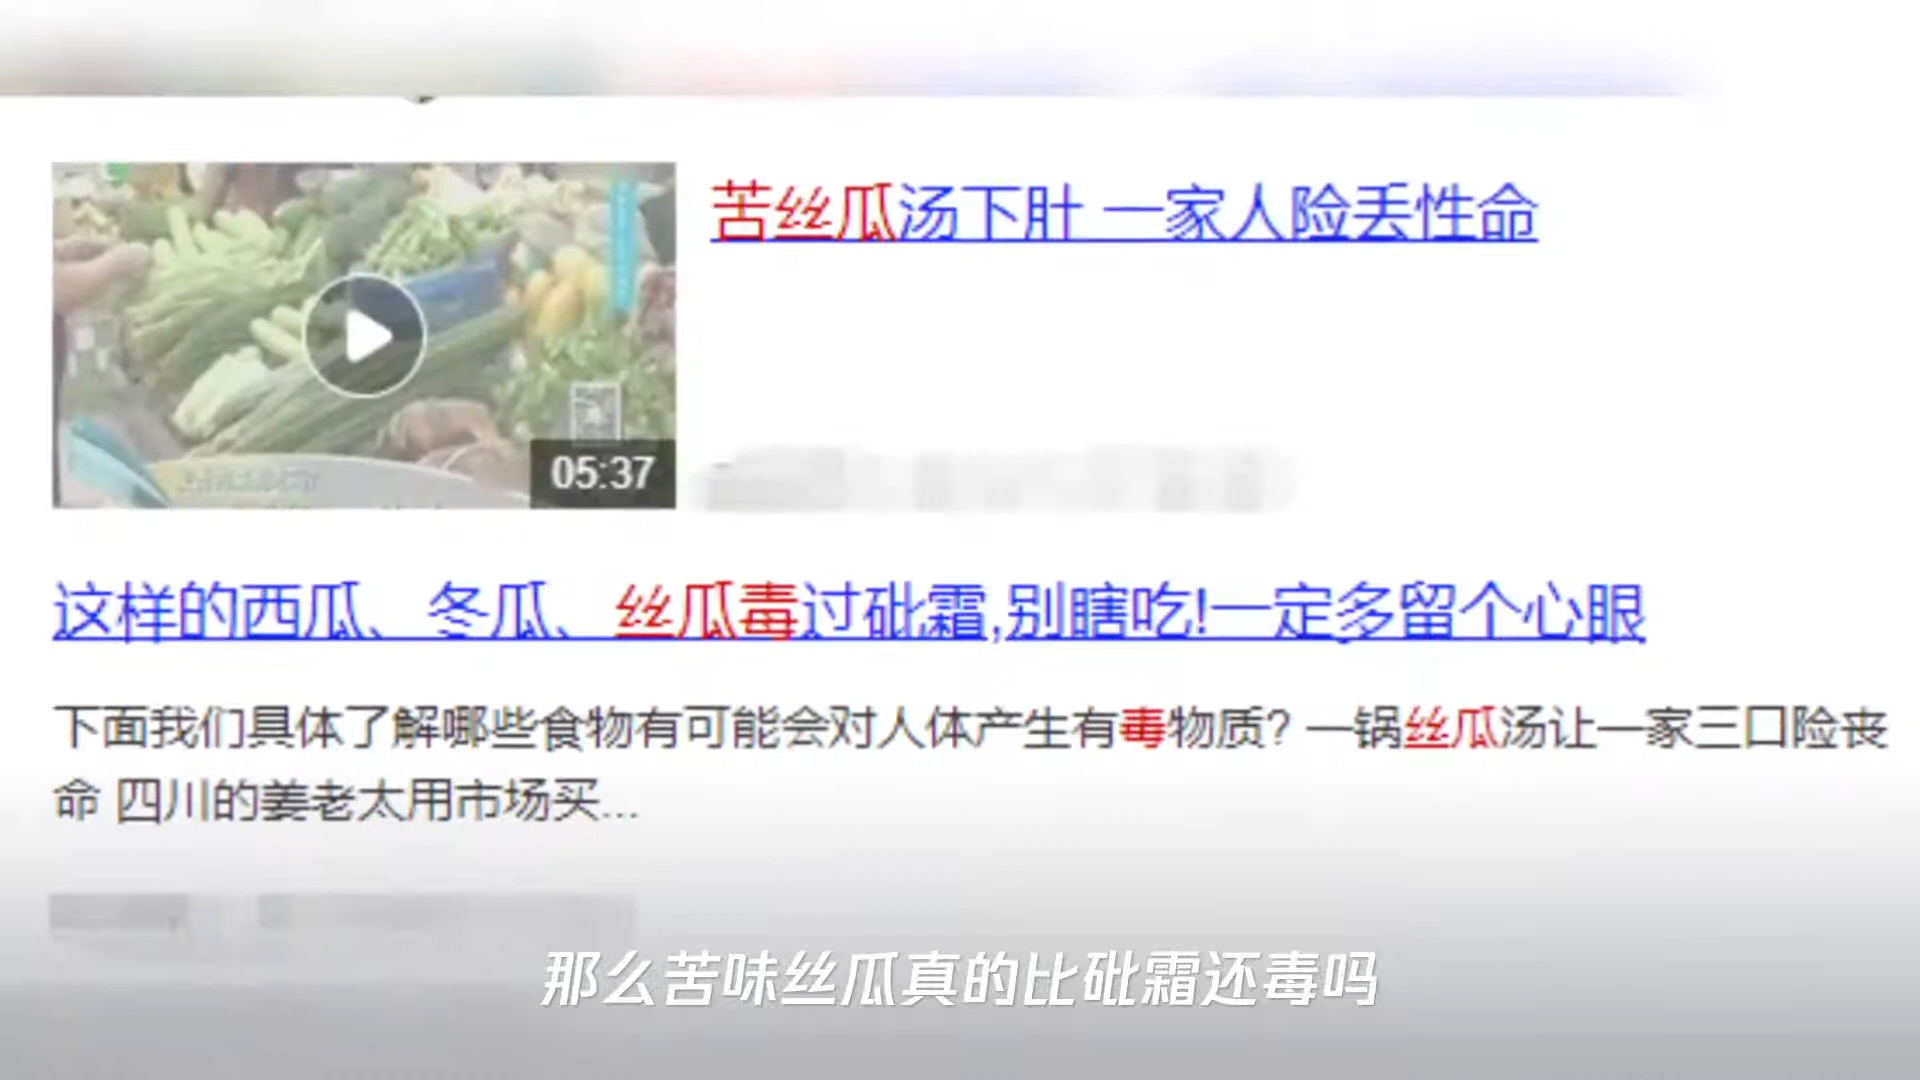 苦丝瓜汤下肚 一家人险丢性命
05:37
这样的西瓜、冬瓜、丝瓜毒过砒霜,别瞎吃!一定多留个心眼
下面我们具体了解哪些食物有可能会对人体产生有毒物质? 一锅丝瓜汤让一家三口险丧
命 四川的姜老太用市场买...
那么苦味丝瓜真的比砒霜还毒吗